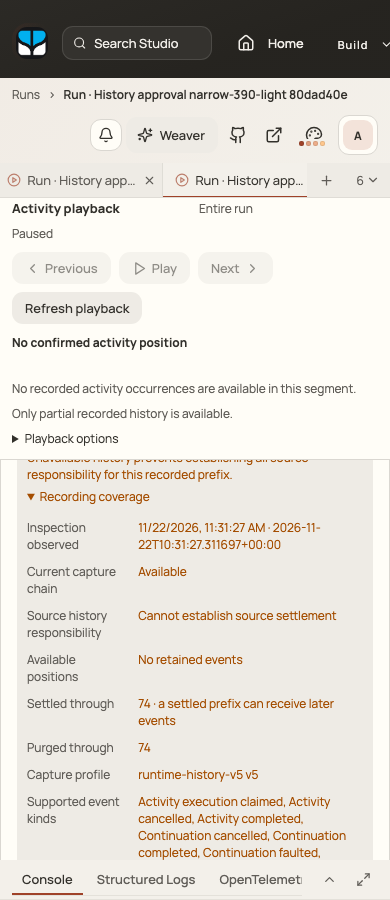 Search Studio
Home
Build
Runs > Run · History approval narrow-390-light 80dad40e
Weaver
A
Run · History app...
Run · History app...
6
Activity playback
Entire run
Paused
Previous
Play
Next
Refresh playback
No confirmed activity position
No recorded activity occurrences are available in this segment.
Only partial recorded history is available.
Playback options
responsibility for this recorded prefix.
Recording coverage
Inspection observed
11/22/2026, 11:31:27 AM · 2026-11-
22T10:31:27.311697+00:00
Current capture chain
Available
Source history responsibility
Cannot establish source settlement
Available positions
No retained events
Settled through
74 · a settled prefix can receive later
events
Purged through
74
Capture profile
runtime-history-v5 v5
Supported event kinds
Activity execution claimed, Activity
cancelled, Activity completed,
Continuation cancelled, Continuation
completed, Continuation faulted,
Console
Structured Logs
OpenTelemet